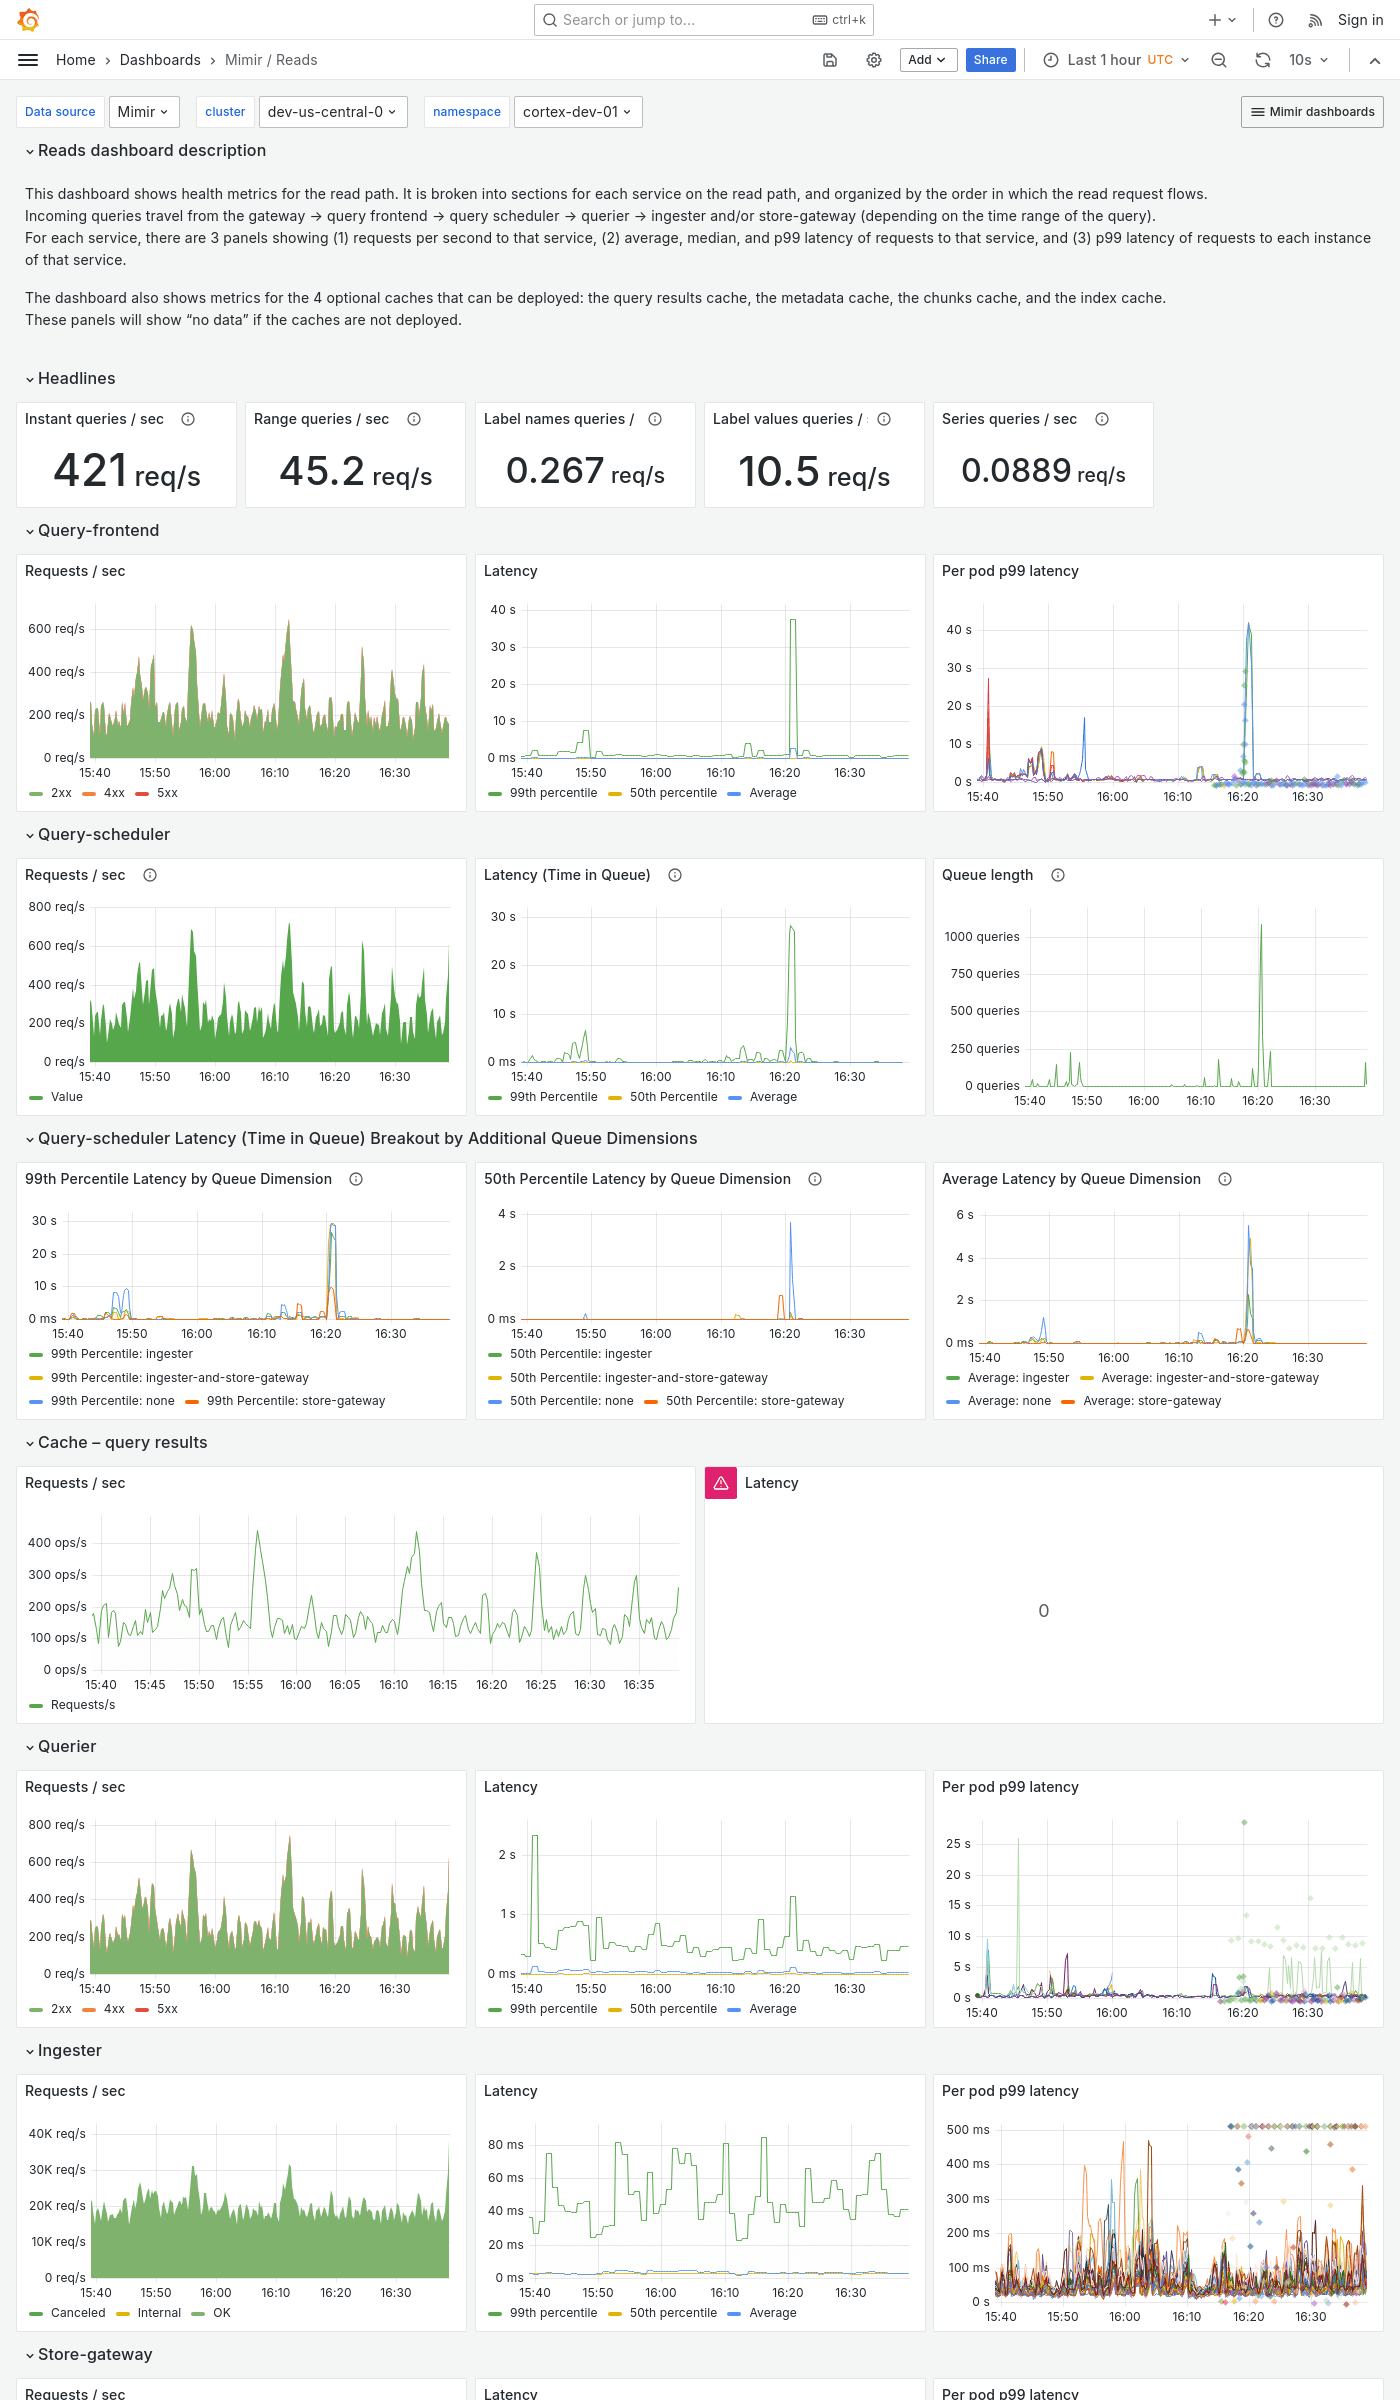 Search or jump to...
ctrl+k
Sign in
Home
Dashboards
Mimir / Reads
Add
Share
Last 1 hour UTC
10s
Data source
Mimir
cluster
dev-us-central-0
namespace
cortex-dev-01
Mimir dashboards
Reads dashboard description
This dashboard shows health metrics for the read path. It is broken into sections for each service on the read path, and organized by the order in which the read request flows.
Incoming queries travel from the gateway → query frontend → query scheduler → querier → ingester and/or store-gateway (depending on the time range of the query).
For each service, there are 3 panels showing (1) requests per second to that service, (2) average, median, and p99 latency of requests to that service, and (3) p99 latency of requests to each instance
of that service.
The dashboard also shows metrics for the 4 optional caches that can be deployed: the query results cache, the metadata cache, the chunks cache, and the index cache.
These panels will show “no data” if the caches are not deployed.
Headlines
Instant queries / sec
421 req/s
Range queries / sec
45.2 req/s
Label names queries /
0.267 req/s
Label values queries /
10.5 req/s
Series queries / sec
0.0889 req/s
Query-frontend
Requests / sec
600 req/s
400 req/s
200 req/s
0 req/s
15:40 15:50 16:00 16:10 16:20 16:30
2xx 4xx 5xx
Latency
40 s
30 s
20 s
10 s
0 ms
15:40 15:50 16:00 16:10 16:20 16:30
99th percentile 50th percentile Average
Per pod p99 latency
40 s
30 s
20 s
10 s
0 s
15:40 15:50 16:00 16:10 16:20 16:30
Query-scheduler
Requests / sec
800 req/s
600 req/s
400 req/s
200 req/s
0 req/s
15:40 15:50 16:00 16:10 16:20 16:30
Value
Latency (Time in Queue)
30 s
20 s
10 s
0 ms
15:40 15:50 16:00 16:10 16:20 16:30
99th Percentile 50th Percentile Average
Queue length
1000 queries
750 queries
500 queries
250 queries
0 queries
15:40 15:50 16:00 16:10 16:20 16:30
Query-scheduler Latency (Time in Queue) Breakout by Additional Queue Dimensions
99th Percentile Latency by Queue Dimension
30 s
20 s
10 s
0 ms
15:40 15:50 16:00 16:10 16:20 16:30
99th Percentile: ingester
99th Percentile: ingester-and-store-gateway
99th Percentile: none 99th Percentile: store-gateway
50th Percentile Latency by Queue Dimension
4 s
2 s
0 ms
15:40 15:50 16:00 16:10 16:20 16:30
50th Percentile: ingester
50th Percentile: ingester-and-store-gateway
50th Percentile: none 50th Percentile: store-gateway
Average Latency by Queue Dimension
6 s
4 s
2 s
0 ms
15:40 15:50 16:00 16:10 16:20 16:30
Average: ingester Average: ingester-and-store-gateway
Average: none Average: store-gateway
Cache – query results
Requests / sec
400 ops/s
300 ops/s
200 ops/s
100 ops/s
0 ops/s
15:40 15:45 15:50 15:55 16:00 16:05 16:10 16:15 16:20 16:25 16:30 16:35
Requests/s
Latency
0
Querier
Requests / sec
800 req/s
600 req/s
400 req/s
200 req/s
0 req/s
15:40 15:50 16:00 16:10 16:20 16:30
2xx 4xx 5xx
Latency
2 s
1 s
0 ms
15:40 15:50 16:00 16:10 16:20 16:30
99th percentile 50th percentile Average
Per pod p99 latency
25 s
20 s
15 s
10 s
5 s
0 s
15:40 15:50 16:00 16:10 16:20 16:30
Ingester
Requests / sec
40K req/s
30K req/s
20K req/s
10K req/s
0 req/s
15:40 15:50 16:00 16:10 16:20 16:30
Canceled Internal OK
Latency
80 ms
60 ms
40 ms
20 ms
0 ms
15:40 15:50 16:00 16:10 16:20 16:30
99th percentile 50th percentile Average
Per pod p99 latency
500 ms
400 ms
300 ms
200 ms
100 ms
0 s
15:40 15:50 16:00 16:10 16:20 16:30
Store-gateway
Requests / sec
Latency
Per pod p99 latency